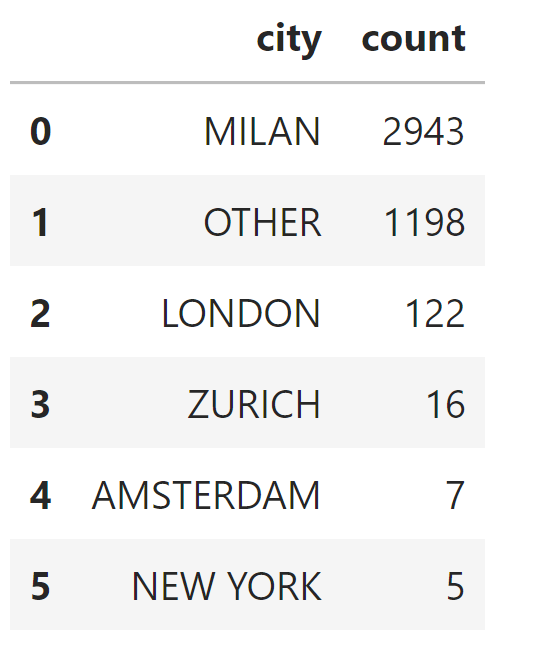 city count
0 MILAN 2943
1 OTHER 1198
2 LONDON 122
3 ZURICH 16
4 AMSTERDAM 7
5 NEW YORK 5